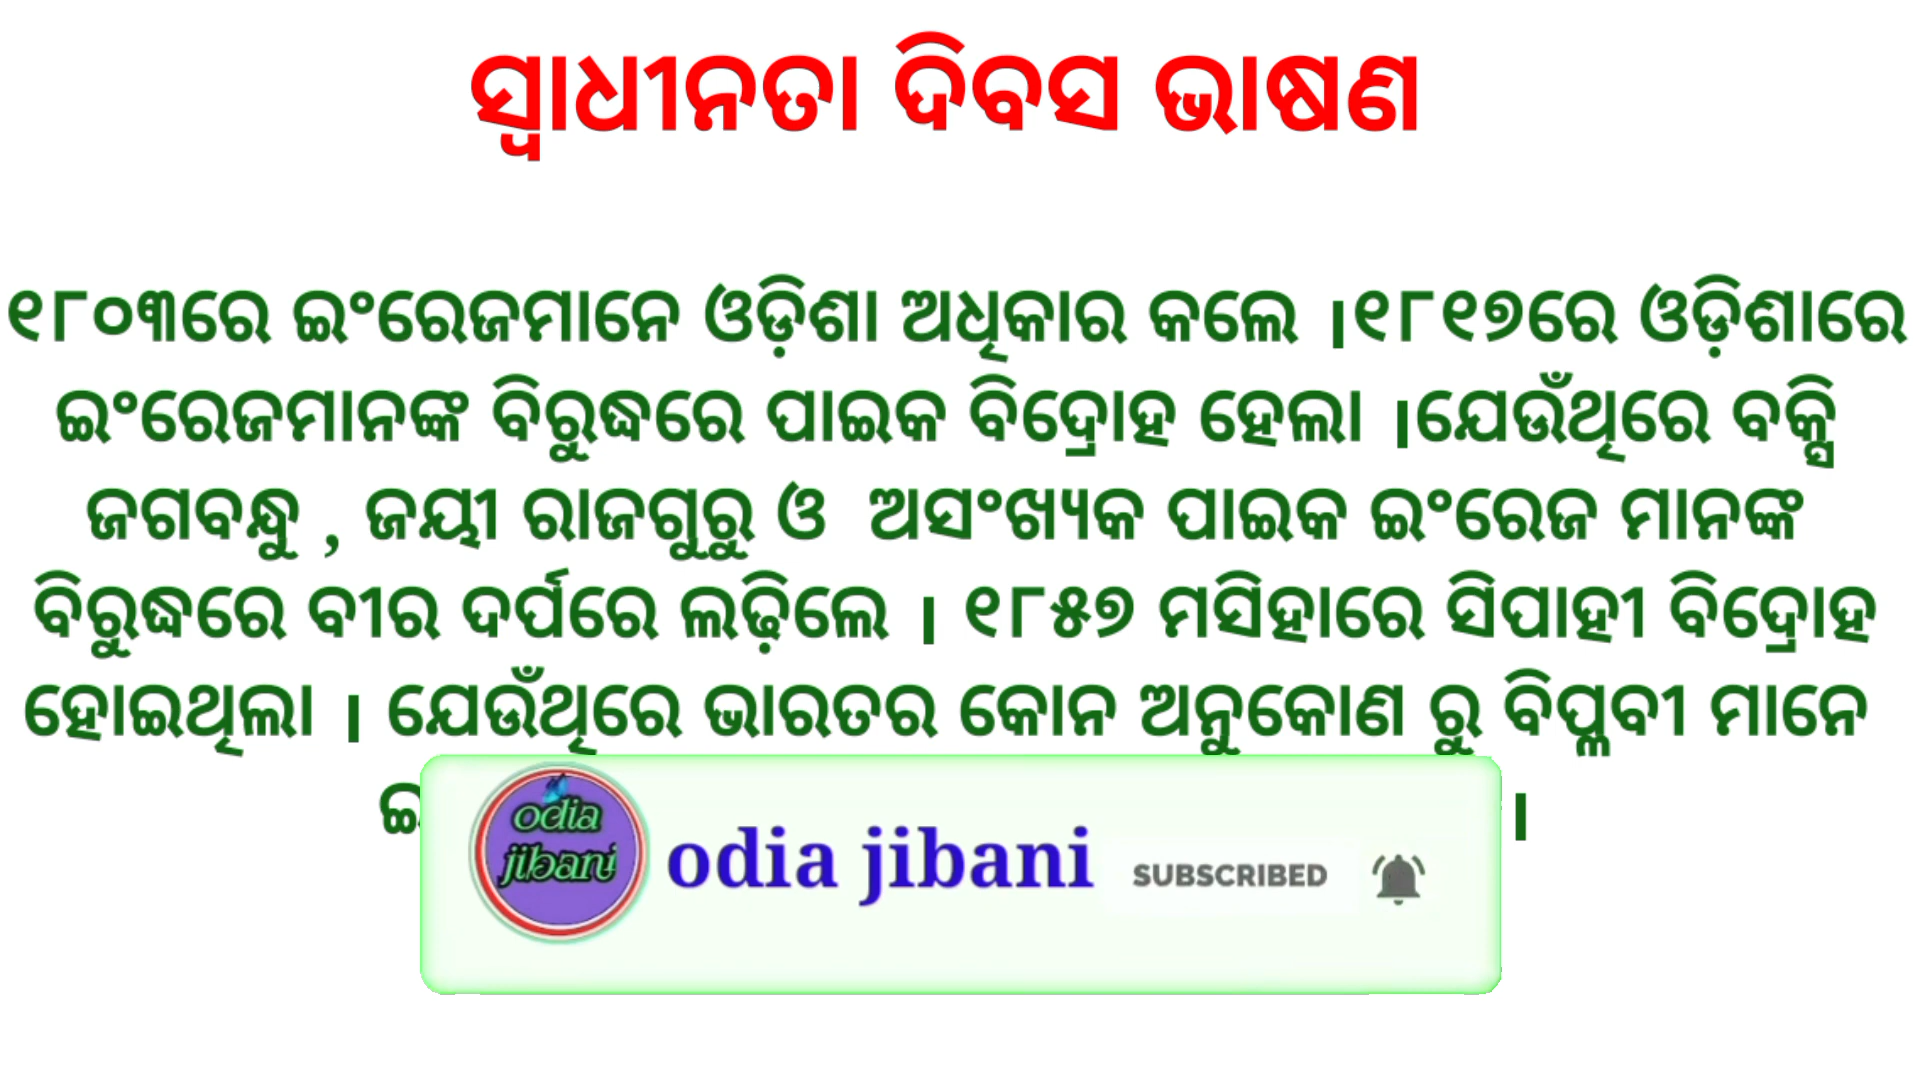 ସ୍ୱାଧୀନତା ଦିବସ ଭାଷଣ
୧୮୦୩ରେ ଇଂରେଜମାନେ ଓଡ଼ିଶା ଅଧିକାର କଲେ ।୧୮୧୭ରେ ଓଡ଼ିଶାରେ
ଇଂରେଜମାନଙ୍କ ବିରୁଦ୍ଧରେ ପାଇକ ବିଦ୍ରୋହ ହେଲା ।ଯେଉଁଥିରେ ବକ୍ସି
ଜଗବନ୍ଧୁ , ଜୟୀ ରାଜଗୁରୁ ଓ  ଅସଂଖ୍ୟକ ପାଇକ ଇଂରେଜ ମାନଙ୍କ
ବିରୁଦ୍ଧରେ ବୀର ଦର୍ପରେ ଲଢ଼ିଲେ । ୧୮୫୭ ମସିହାରେ ସିପାହୀ ବିଦ୍ରୋହ
ହୋଇଥିଲା । ଯେଉଁଥିରେ ଭାରତର କୋନ ଅନୁକୋଣ ରୁ ବିପ୍ଳବୀ ମାନେ
।
odia
jibani
odia jibani SUBSCRIBED